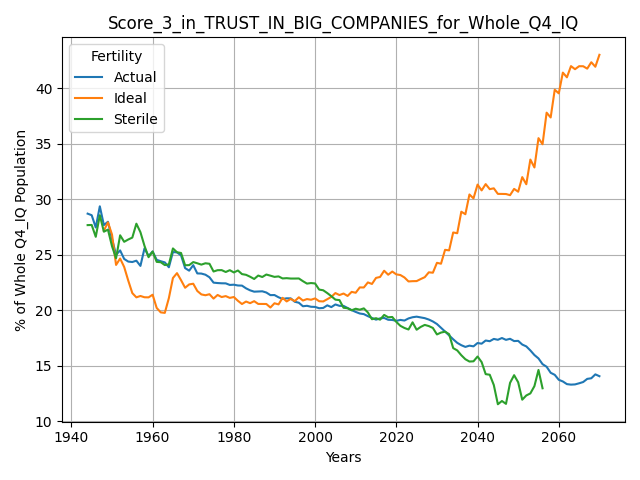 Score_3_in_TRUST_IN_BIG_COMPANIES_for_Whole_Q4_IQ
Fertility
Actual
Ideal
Sterile
% of Whole Q4_IQ Population
40
35
30
25
20
15
10
1940
1960
1980
2000
2020
2040
2060
Years